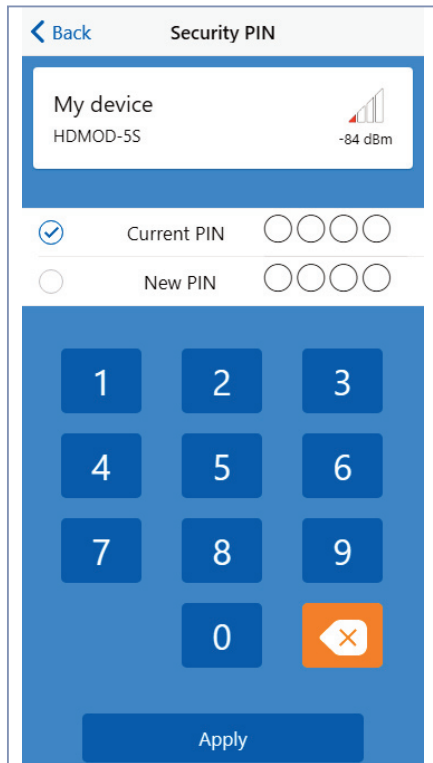 Back Security PIN
My device
HDMOD-5S
-84 dBm
Current PIN
New PIN
1 2 3
4 5 6
7 8 9
0
Apply